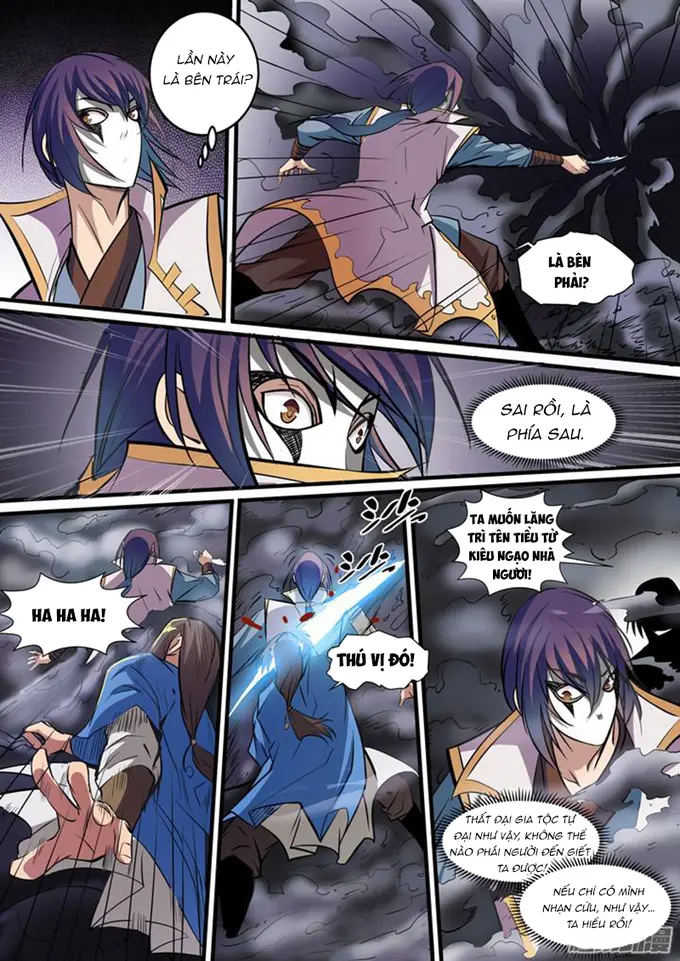 LẦN NÀY
LÀ BÊN TRÁI?
LÀ BÊN
PHẢI?
SAI RỒI, LÀ
PHÍA SAU.
HA HA HA!
THÚ VỊ ĐÓ!
TA MUỐN LĂNG
TRÌ TÊN TIỂU TỬ
KIÊU NGẠO NHÀ
NGƯƠI!
THẤT ĐẠI GIA TỘC TỰ
ĐẠI NHƯ VẬY, KHÔNG THỂ
NÀO PHÁI NGƯỜI ĐẾN GIẾT
TA ĐƯỢC!
NẾU CHỈ CÓ MÌNH
NHẠN CỬU, NHƯ VẬY...
TA HIỂU RỒI!